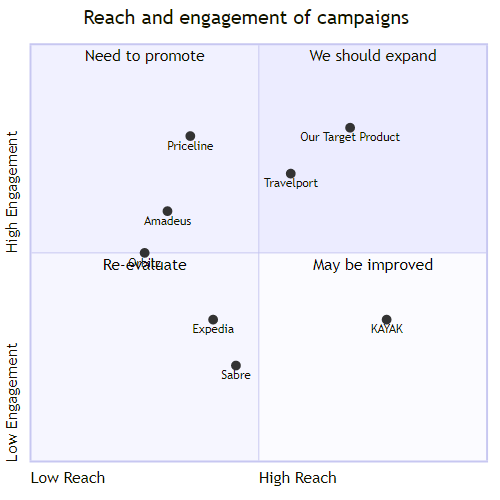 Reach and engagement of campaigns
Need to promote
We should expand
Priceline
Our Target Product
Travelport
Amadeus
Orbitz
Re-evaluate
May be improved
Expedia
KAYAK
Sabre
High Engagement
Low Engagement
Low Reach
High Reach